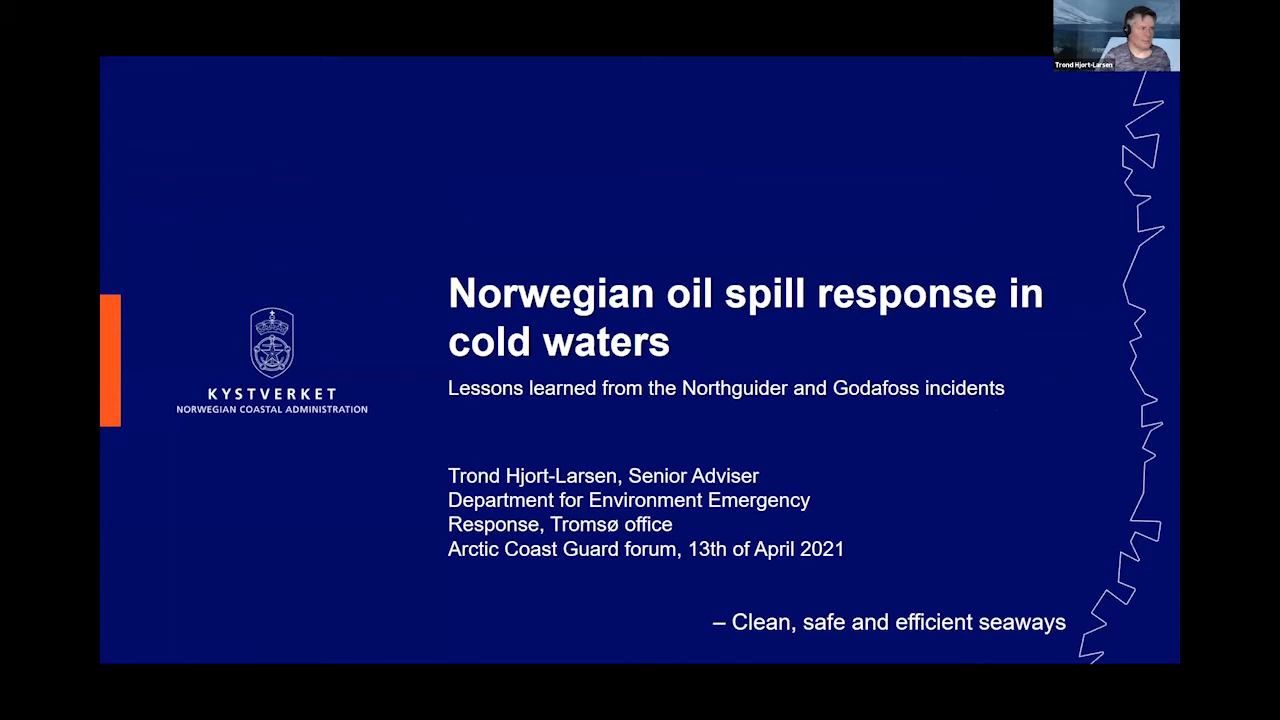 Trond Hjort-Larsen
Norwegian oil spill response in
cold waters
Lessons learned from the Northguider and Godafoss incidents
KYSTVERKET
NORWEGIAN COASTAL ADMINISTRATION
Trond Hjort-Larsen, Senior Adviser
Department for Environment Emergency
Response, Tromsø office
Arctic Coast Guard forum, 13th of April 2021
– Clean, safe and efficient seaways